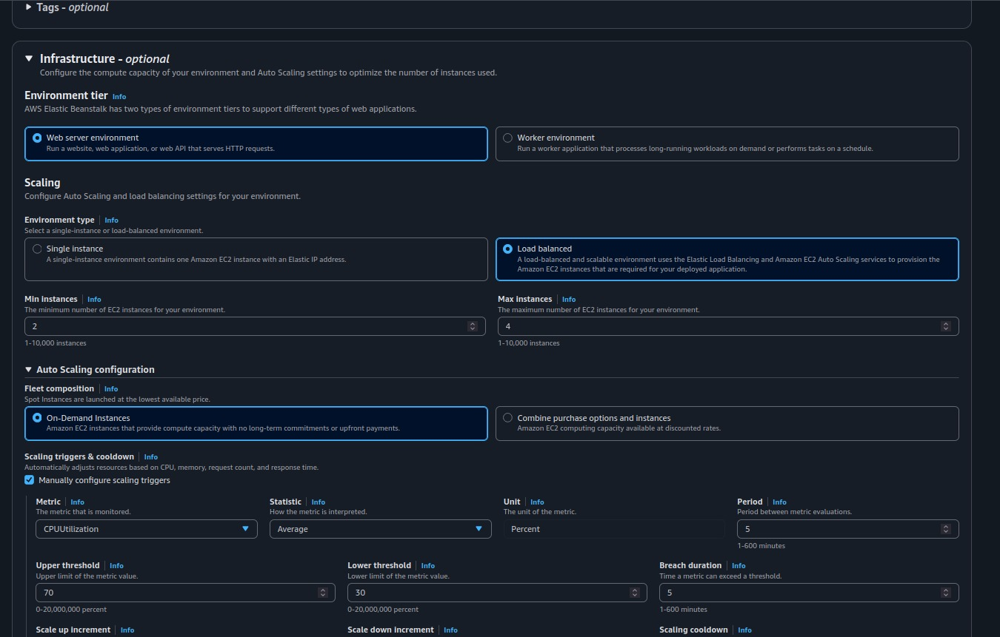 Tags - optional
Infrastructure - optional
Configure the compute capacity of your environment and Auto Scaling settings to optimize the number of instances used.
Environment tier Info
AWS Elastic Beanstalk has two types of environment tiers to support different types of web applications.
Web server environment
Run a website, web application, or web API that serves HTTP requests.
Worker environment
Run a worker application that processes long-running workloads on demand or performs tasks on a schedule.
Scaling
Configure Auto Scaling and load balancing settings for your environment.
Environment type Info
Select a single-instance or load-balanced environment.
Single instance
A single-instance environment contains one Amazon EC2 instance with an Elastic IP address.
Load balanced
A load-balanced and scalable environment uses the Elastic Load Balancing and Amazon EC2 Auto Scaling services to provision the
Amazon EC2 instances that are required for your deployed application.
Min instances Info
The minimum number of EC2 instances for your environment.
2
1-10,000 instances
Max instances Info
The maximum number of EC2 instances for your environment.
4
1-10,000 instances
Auto Scaling configuration
Fleet composition Info
Spot Instances are launched at the lowest available price.
On-Demand Instances
Amazon EC2 instances that provide compute capacity with no long-term commitments or upfront payments.
Combine purchase options and instances
Amazon EC2 computing capacity available at discounted rates.
Scaling triggers & cooldown Info
Automatically adjusts resources based on CPU, memory, request count, and response time.
Manually configure scaling triggers
Metric Info
The metric that is monitored.
CPUUtilization
Statistic Info
How the metric is interpreted.
Average
Unit Info
The unit of the metric.
Percent
Period Info
Period between metric evaluations.
5
1-600 minutes
Upper threshold Info
Upper limit of the metric value.
70
0-20,000,000 percent
Lower threshold Info
Lower limit of the metric value.
30
0-20,000,000 percent
Breach duration Info
Time a metric can exceed a threshold.
5
1-600 minutes
Scale up increment Info
Scale down increment Info
Scaling cooldown Info